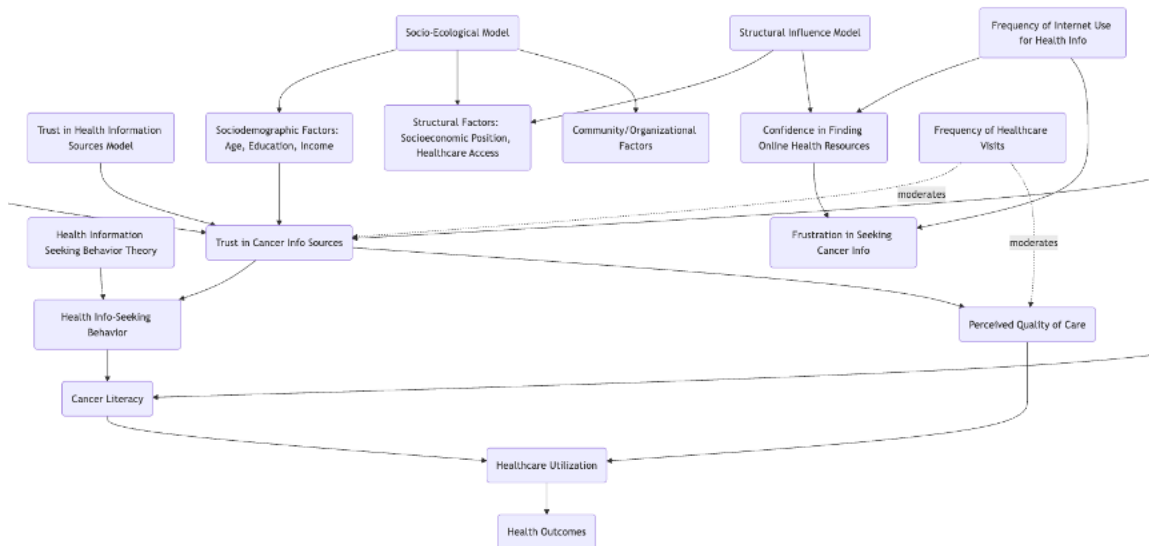 Socio-Ecological Model
Structural Influence Model
Frequency of Internet Use
for Health Info
Trust in Health Information
Sources Model
Sociodemographic Factors:
Age, Education, Income
Structural Factors:
Socioeconomic Position,
Healthcare Access
Community/Organizational
Factors
Confidence in Finding
Online Health Resources
Frequency of Healthcare
Visits
moderates
Health Information
Seeking Behavior Theory
Trust in Cancer Info Sources
Frustration in Seeking
Cancer Info
moderates
Health Info-Seeking
Behavior
Perceived Quality of Care
Cancer Literacy
Healthcare Utilization
Health Outcomes